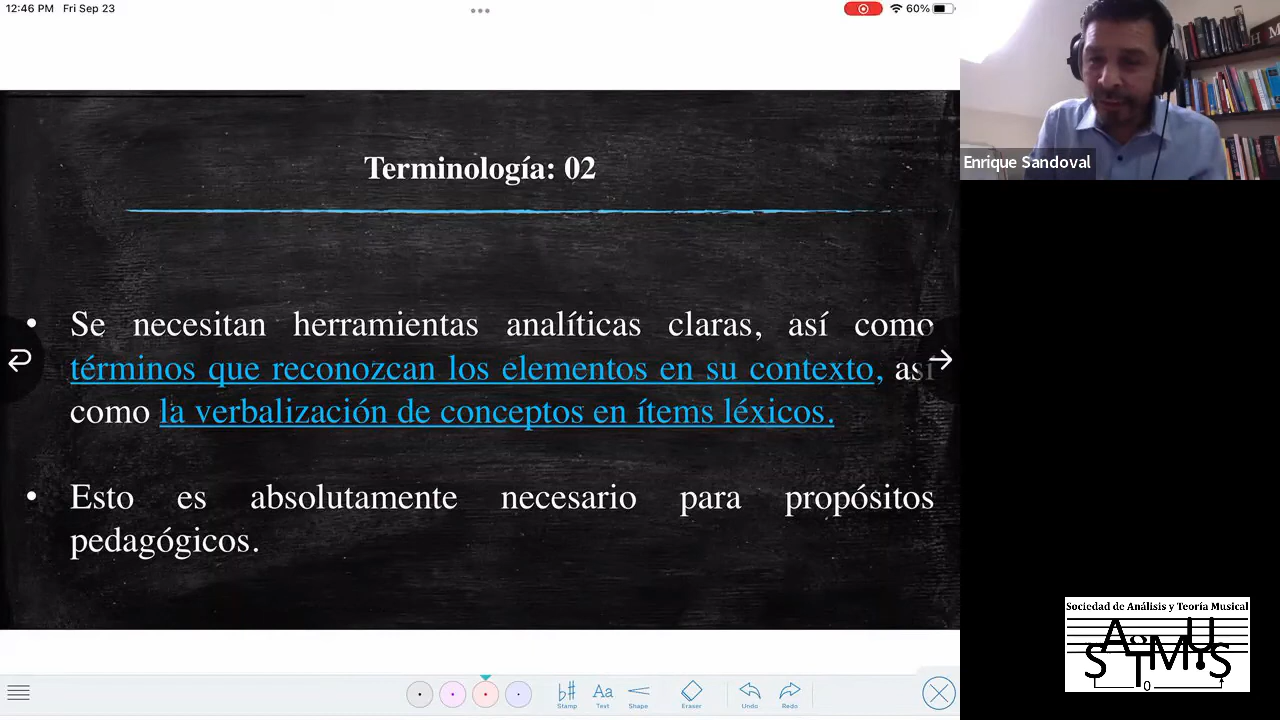 12:46 PM Fri Sep 23
60%
Terminología: 02
• Se necesitan herramientas analíticas claras, así como
términos que reconozcan los elementos en su contexto, así
como la verbalización de conceptos en ítems léxicos.
• Esto es absolutamente necesario para propósitos
pedagógicos.
Stamp Text Shape Eraser Undo Redo
Enrique Sandoval
Sociedad de Análisis y Teoría Musical
SATMUS
0